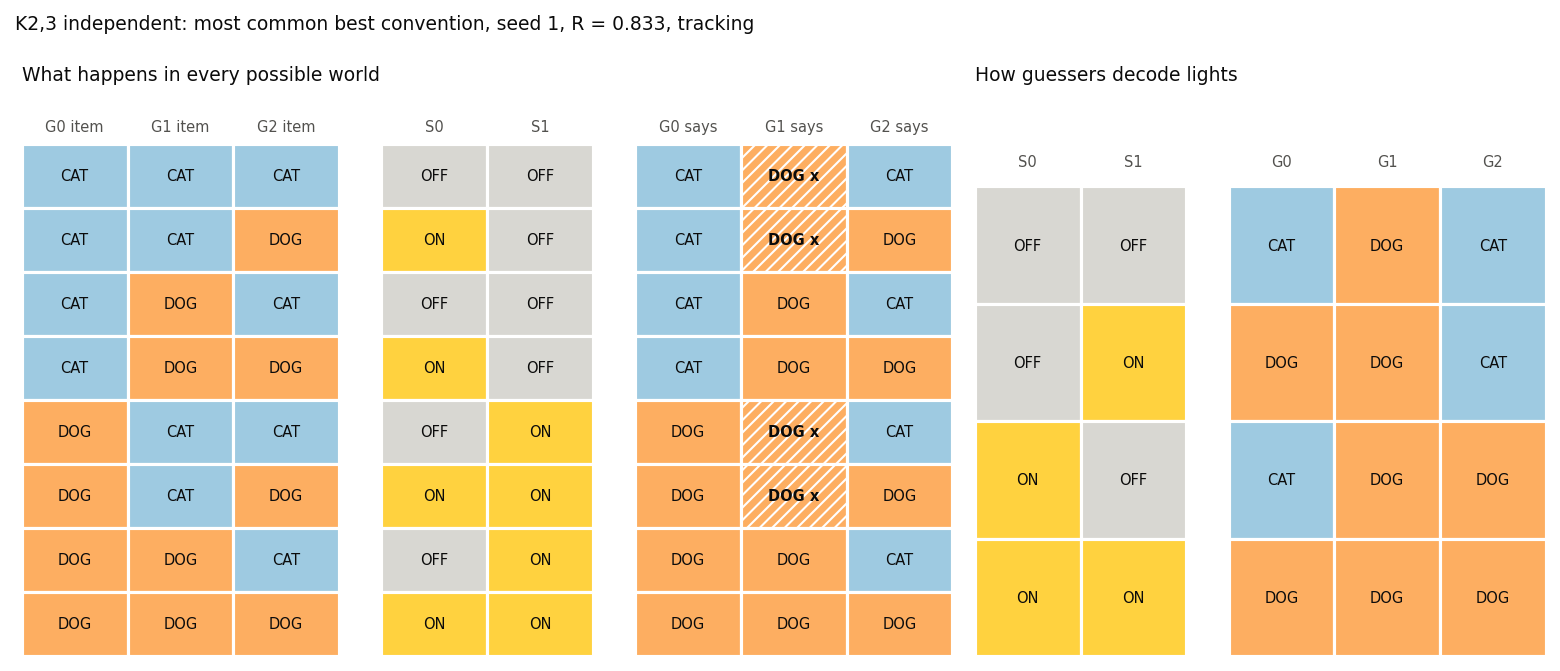 K2,3 independent: most common best convention, seed 1, R = 0.833, tracking
What happens in every possible world
How guessers decode lights
G0 item G1 item G2 item S0 S1 G0 says G1 says G2 says
CAT CAT CAT OFF OFF CAT DOG x CAT
CAT CAT DOG ON OFF CAT DOG x DOG
CAT DOG CAT OFF OFF CAT DOG CAT
CAT DOG DOG ON OFF CAT DOG DOG
DOG CAT CAT OFF ON DOG DOG x CAT
DOG CAT DOG ON ON DOG DOG x DOG
DOG DOG CAT OFF ON DOG DOG CAT
DOG DOG DOG ON ON DOG DOG DOG
S0 S1 G0 G1 G2
OFF OFF CAT DOG CAT
OFF ON DOG DOG CAT
ON OFF CAT DOG DOG
ON ON DOG DOG DOG